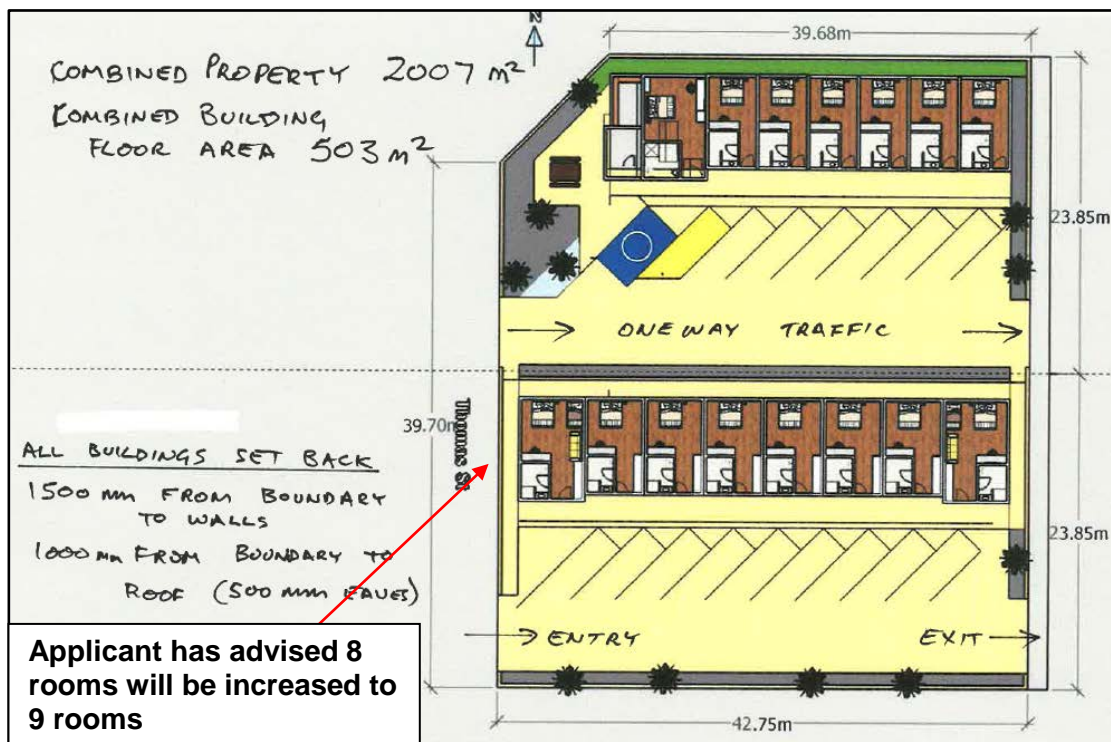 N
39.68m
COMBINED PROPERTY 2007 m²
COMBINED BUILDING
FLOOR AREA 503 m²
23.85m
ONE WAY TRAFFIC
39.70m
Thomas St
ALL BUILDINGS SET BACK
1500 mm FROM BOUNDARY
TO WALLS
1000 mm FROM BOUNDARY TO
ROOF (500 mm EAVES)
23.85m
ENTRY
EXIT
Applicant has advised 8
rooms will be increased to
9 rooms
42.75m